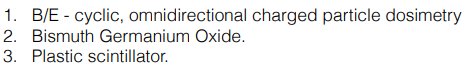 1. B/E - cyclic, omnidirectional charged particle dosimetry
2. Bismuth Germanium Oxide.
3. Plastic scintillator.